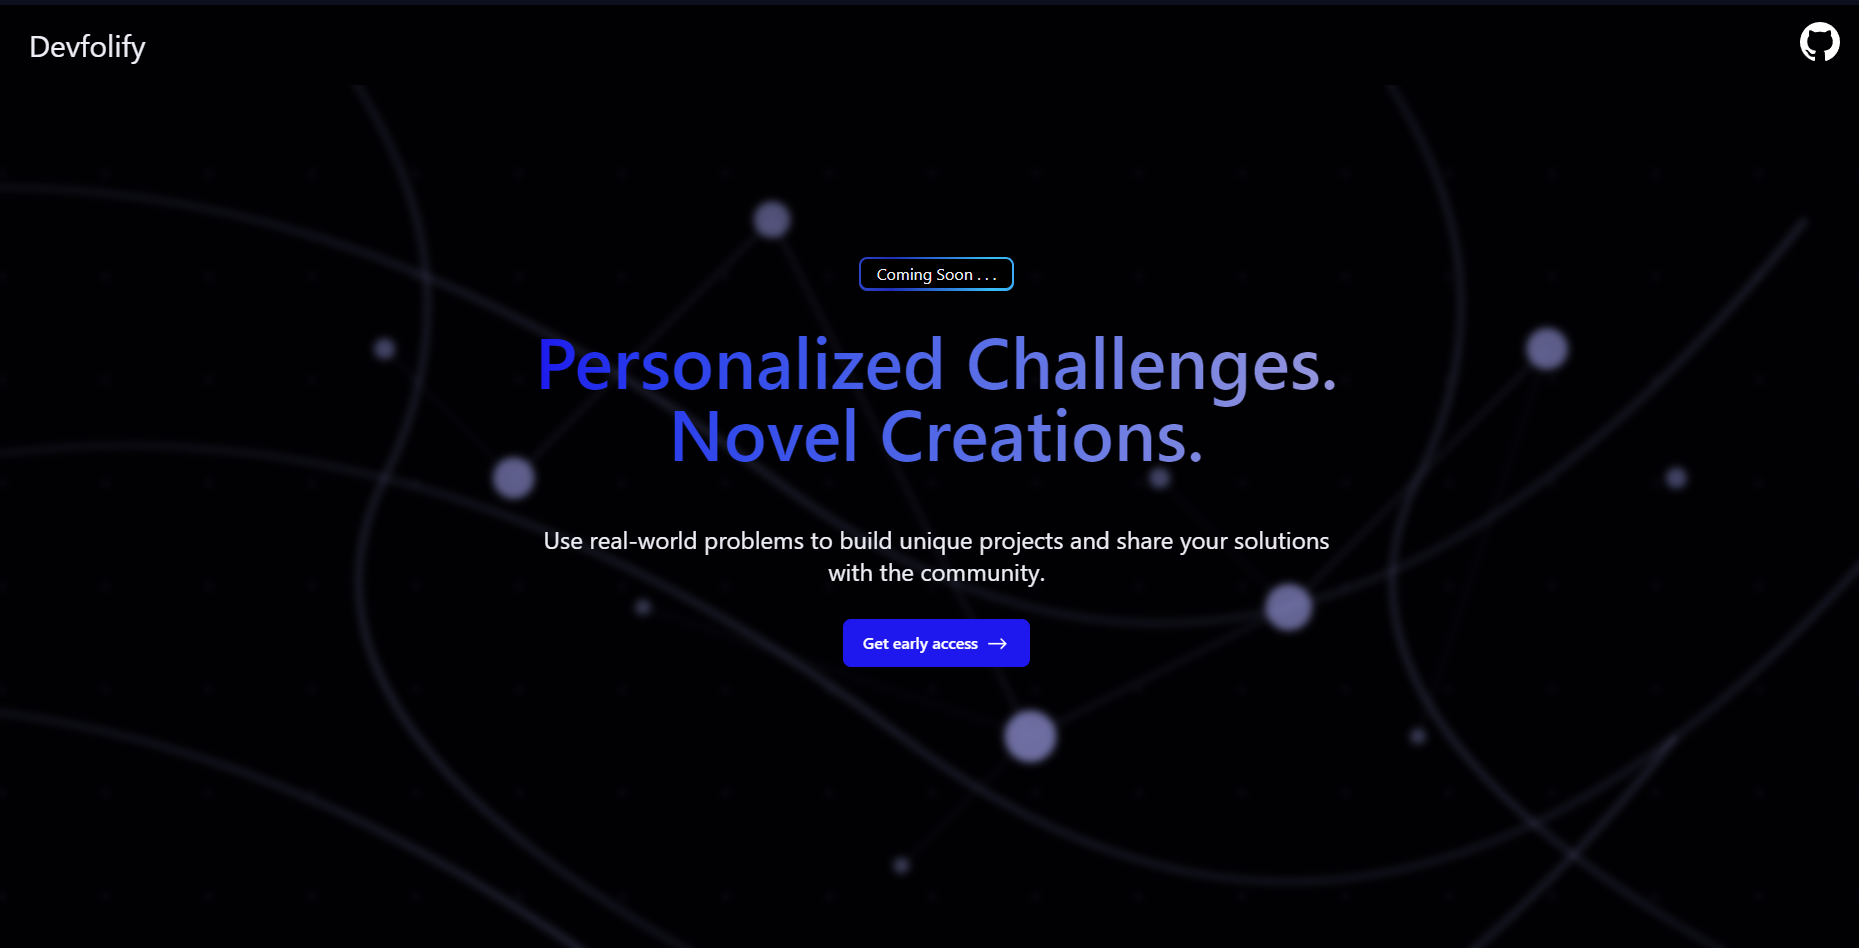 Devfolify
Coming Soon . . .
Personalized Challenges.
Novel Creations.
Use real-world problems to build unique projects and share your solutions
with the community.
Get early access